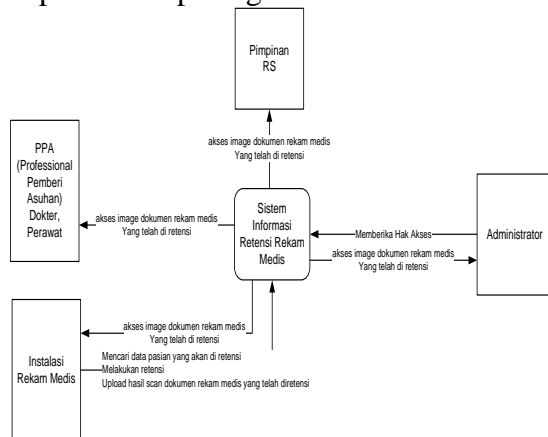 Pimpinan
RS
akses image dokumen rekam medis
Yang telah di retensi
PPA
(Professional
Pemberi
Asuhan)
Dokter,
Perawat
akses image dokumen rekam medis
Yang telah di retensi
Sistem
Informasi
Retensi Rekam
Medis
Memberika Hak Akses
akses image dokumen rekam medis
Yang telah di retensi
Administrator
akses image dokumen rekam medis
Yang telah di retensi
Instalasi
Rekam Medis
Mencari data pasian yang akan di retensi
Melakukan retensi
Upload hasil scan dokumen rekam medis yang telah diretensi